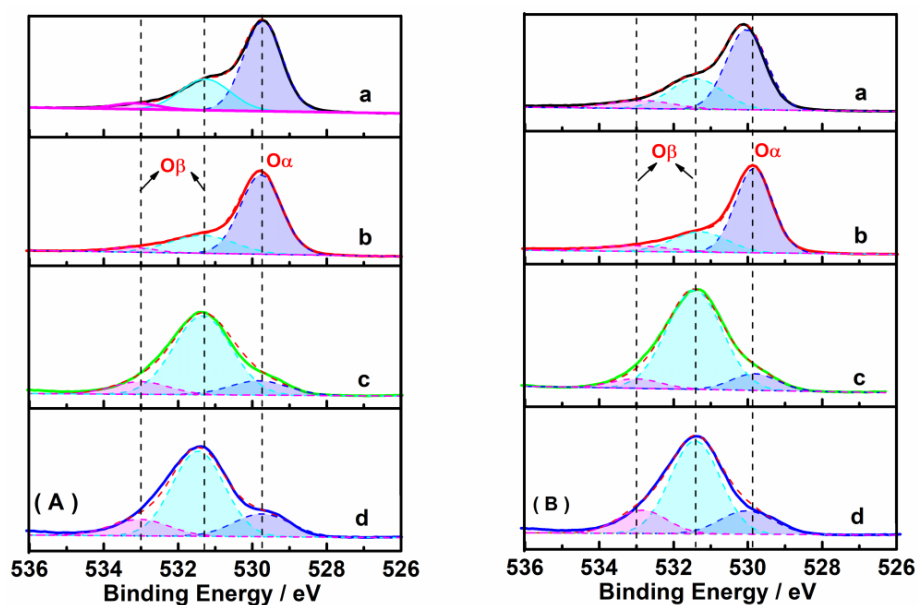 a
Oβ Oα
b
c
( A ) d
536 534 532 530 528 526
Binding Energy / eV
a
Oβ Oα
b
c
( B ) d
536 534 532 530 528 526
Binding Energy / eV